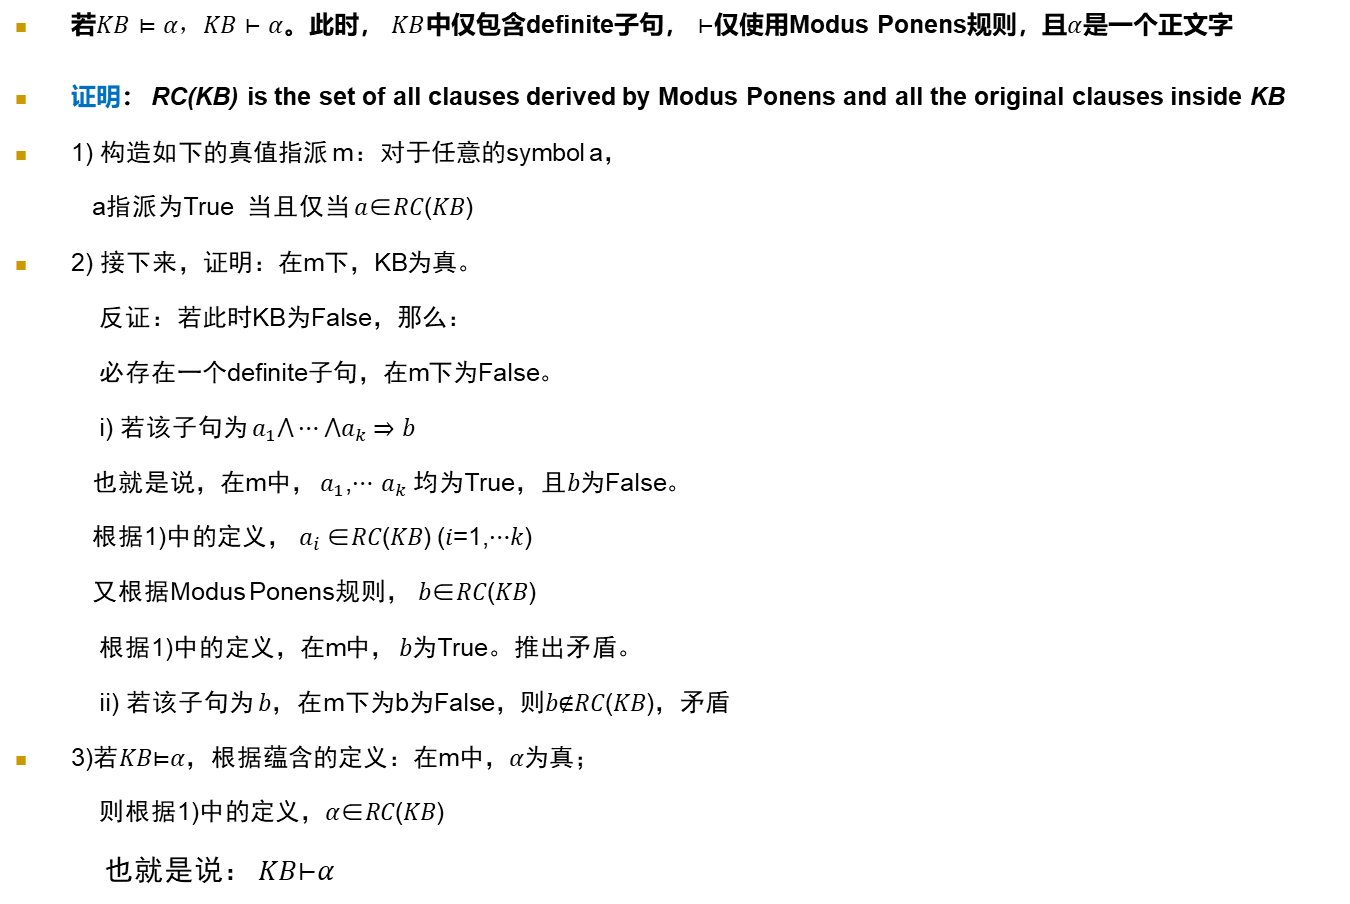 若KB ⊨ α，KB ⊢ α。此时， KB中仅包含definite子句， ⊢仅使用Modus Ponens规则，且α是一个正文字
证明： RC(KB) is the set of all clauses derived by Modus Ponens and all the original clauses inside KB
1) 构造如下的真值指派 m：对于任意的symbol a，
a指派为True 当且仅当 a∈RC(KB)
2) 接下来，证明：在m下，KB为真。
反证：若此时KB为False，那么：
必存在一个definite子句，在m下为False。
i) 若该子句为 a₁∧⋯∧aₖ ⇒ b
也就是说，在m中， a₁,⋯ aₖ 均为True，且b为False。
根据1)中的定义， aᵢ ∈RC(KB) (i=1,⋯k)
又根据Modus Ponens规则， b∈RC(KB)
根据1)中的定义，在m中， b为True。推出矛盾。
ii) 若该子句为 b，在m下为b为False，则b∉RC(KB)，矛盾
3)若KB⊨α，根据蕴含的定义：在m中，α为真；
则根据1)中的定义，α∈RC(KB)
也就是说： KB⊢α